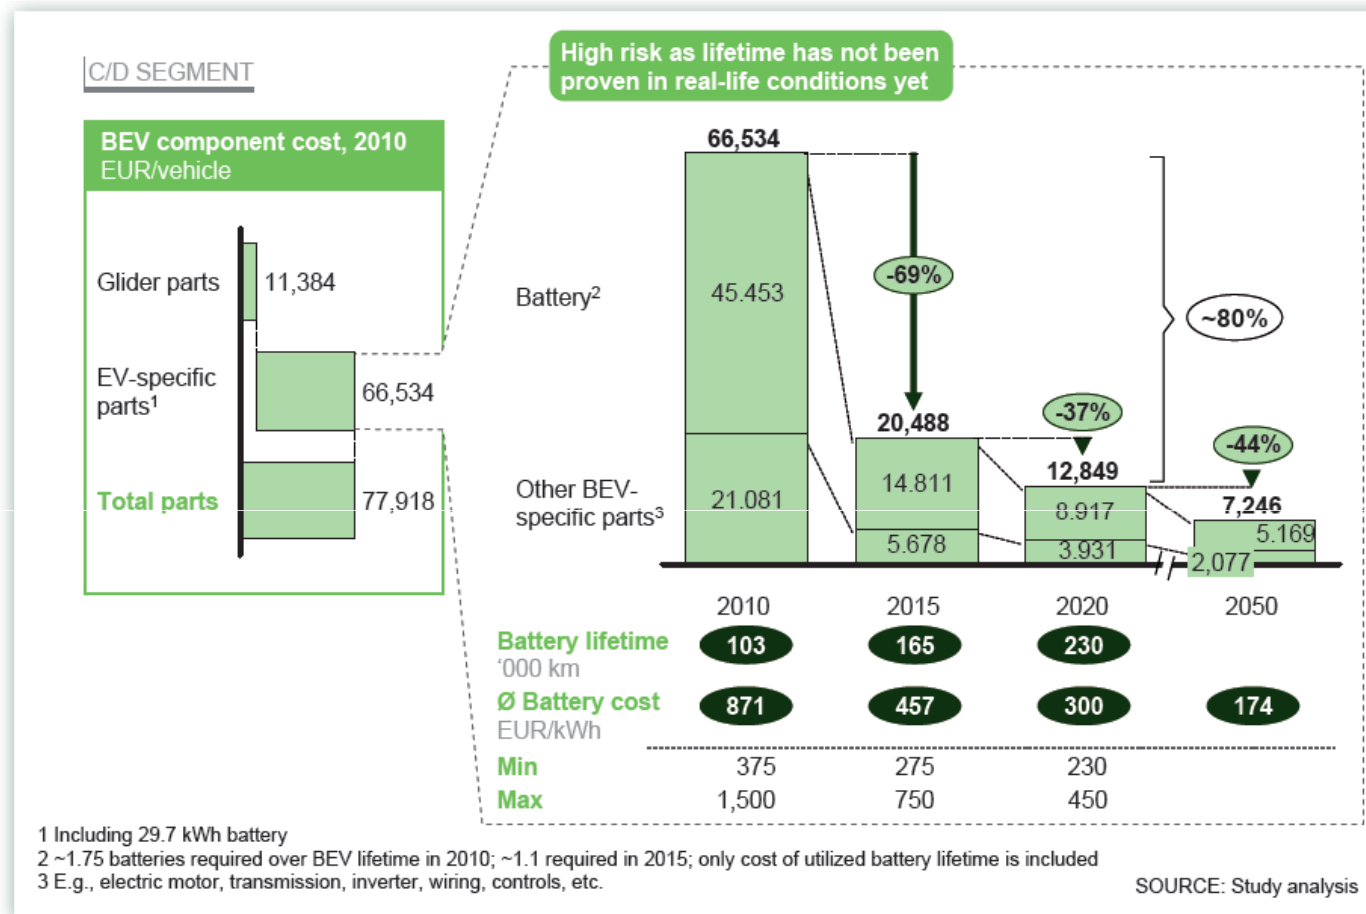 C/D SEGMENT
High risk as lifetime has not been
proven in real-life conditions yet
BEV component cost, 2010
EUR/vehicle
Glider parts
11,384
EV-specific
parts1
66,534
Total parts
77,918
66,534
45.453
21.081
Battery2
Other BEV-
specific parts3
-69%
20,488
14.811
5.678
-37%
12,849
8.917
3.931
~80%
-44%
7,246
5.169
2,077
2010 2015 2020 2050
Battery lifetime 103 165 230
'000 km
Ø Battery cost 871 457 300 174
EUR/kWh
Min 375 275 230
Max 1,500 750 450
1 Including 29.7 kWh battery
2 ~1.75 batteries required over BEV lifetime in 2010; ~1.1 required in 2015; only cost of utilized battery lifetime is included
3 E.g., electric motor, transmission, inverter, wiring, controls, etc.
SOURCE: Study analysis